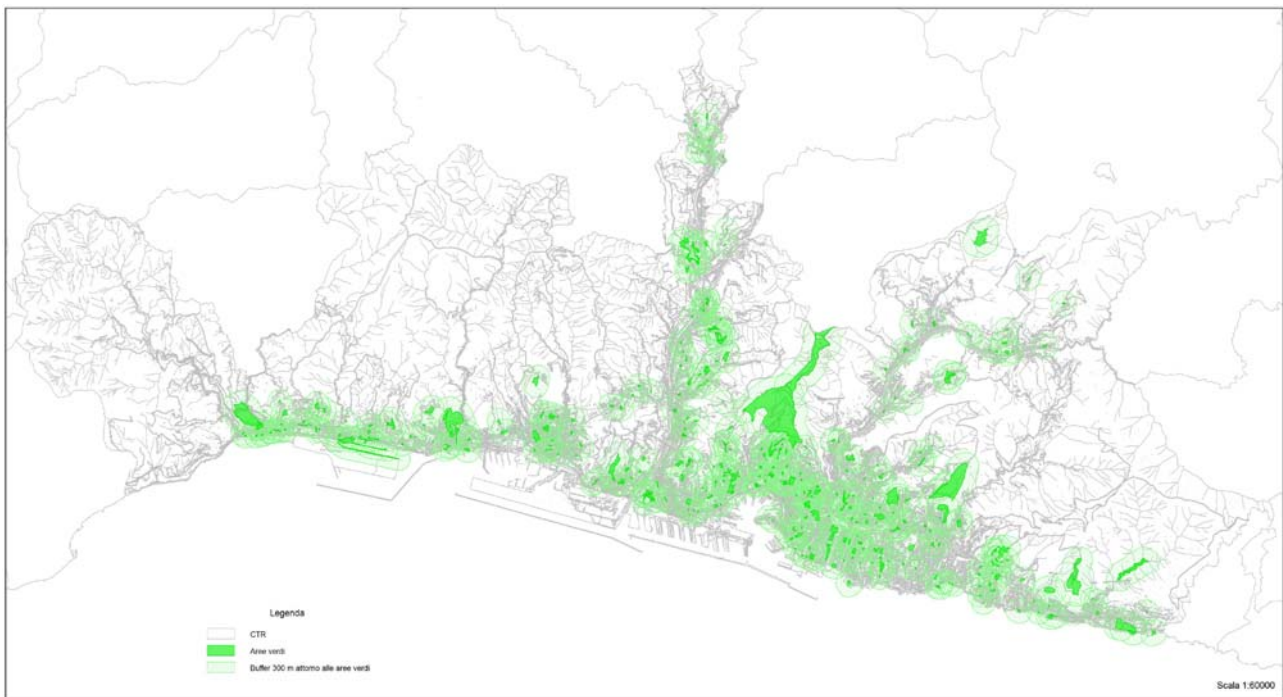 Legenda
CTR
Aree verdi
Buffer 300 m attorno alle aree verdi
Scala 1:60000